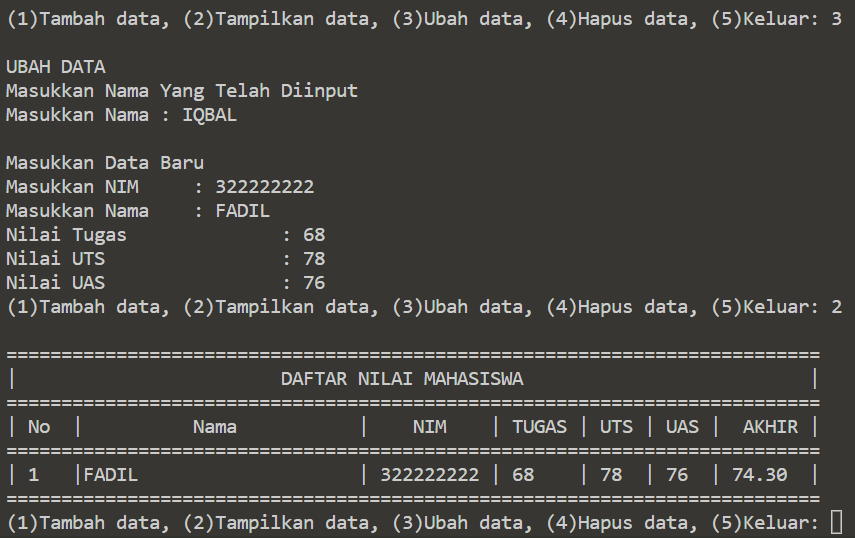 (1)Tambah data, (2)Tampilkan data, (3)Ubah data, (4)Hapus data, (5)Keluar: 3
UBAH DATA
Masukkan Nama Yang Telah Diinput
Masukkan Nama : IQBAL
Masukkan Data Baru
Masukkan NIM     : 322222222
Masukkan Nama    : FADIL
Nilai Tugas              : 68
Nilai UTS                : 78
Nilai UAS                : 76
(1)Tambah data, (2)Tampilkan data, (3)Ubah data, (4)Hapus data, (5)Keluar: 2
==========================================================================
|                        DAFTAR NILAI MAHASISWA                          |
==========================================================================
| No  |          Nama           |    NIM    | TUGAS | UTS | UAS |  AKHIR |
==========================================================================
| 1   |FADIL                    | 322222222 | 68    | 78  | 76  | 74.30  |
==========================================================================
(1)Tambah data, (2)Tampilkan data, (3)Ubah data, (4)Hapus data, (5)Keluar: